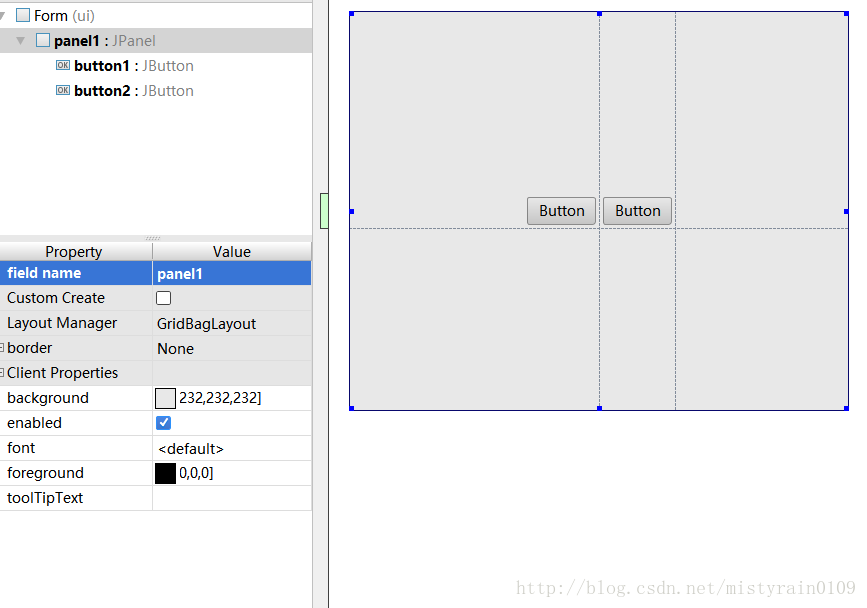 Form (ui)
panel1 : JPanel
OK button1 : JButton
OK button2 : JButton
Property Value
field name panel1
Custom Create
Layout Manager GridBagLayout
border None
Client Properties
background 232,232,232]
enabled
font <default>
foreground 0,0,0]
toolTipText
Button Button
http://blog.csdn.net/mistyrain0109